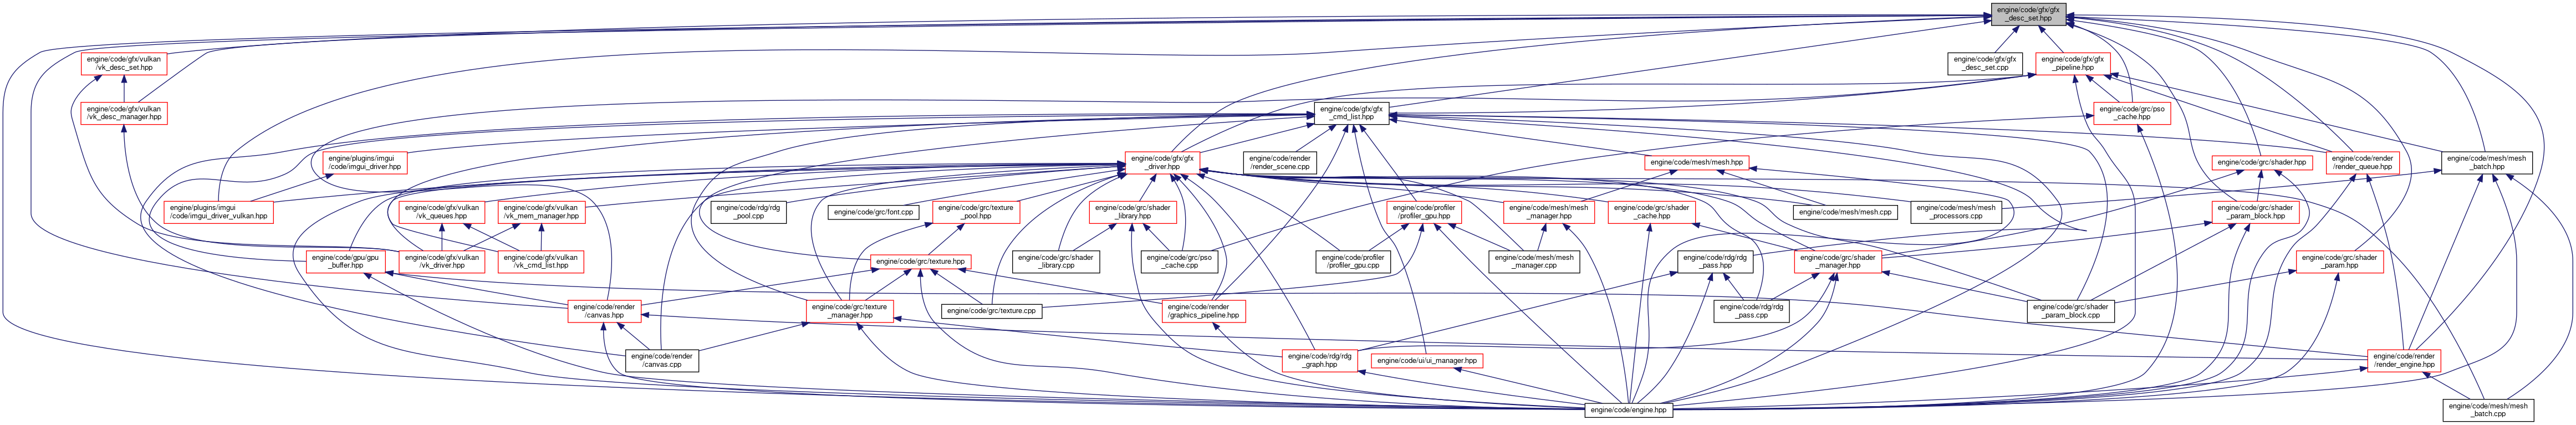 engine/code/gfx/gfx
_desc_set.hpp
engine/code/gfx/vulkan
/vk_desc_set.hpp
engine/code/gfx/gfx
_desc_set.cpp
engine/code/gfx/gfx
_pipeline.hpp
engine/code/gfx/vulkan
/vk_desc_manager.hpp
engine/code/gfx/gfx
_cmd_list.hpp
engine/code/grc/pso
_cache.hpp
engine/plugins/imgui
/code/imgui_driver.hpp
engine/code/gfx/gfx
_driver.hpp
engine/code/render
/render_scene.cpp
engine/code/mesh/mesh.hpp
engine/code/grc/shader.hpp
engine/code/render
/render_queue.hpp
engine/code/mesh/mesh
_batch.hpp
engine/plugins/imgui
/code/imgui_driver_vulkan.hpp
engine/code/gfx/vulkan
/vk_queues.hpp
engine/code/gfx/vulkan
/vk_mem_manager.hpp
engine/code/rdg/rdg
_pool.cpp
engine/code/grc/font.cpp
engine/code/grc/texture
_pool.hpp
engine/code/grc/shader
_library.hpp
engine/code/profiler
/profiler_gpu.hpp
engine/code/mesh/mesh
_manager.hpp
engine/code/grc/shader
_cache.hpp
engine/code/mesh/mesh.cpp
engine/code/mesh/mesh
_processors.cpp
engine/code/grc/shader
_param_block.hpp
engine/code/gpu/gpu
_buffer.hpp
engine/code/gfx/vulkan
/vk_driver.hpp
engine/code/gfx/vulkan
/vk_cmd_list.hpp
engine/code/grc/texture.hpp
engine/code/grc/shader
_library.cpp
engine/code/grc/pso
_cache.cpp
engine/code/profiler
/profiler_gpu.cpp
engine/code/mesh/mesh
_manager.cpp
engine/code/rdg/rdg
_pass.hpp
engine/code/grc/shader
_manager.hpp
engine/code/grc/shader
_param.hpp
engine/code/render
/canvas.hpp
engine/code/grc/texture
_manager.hpp
engine/code/grc/texture.cpp
engine/code/render
/graphics_pipeline.hpp
engine/code/rdg/rdg
_pass.cpp
engine/code/grc/shader
_param_block.cpp
engine/code/render
/canvas.cpp
engine/code/rdg/rdg
_graph.hpp
engine/code/ui/ui_manager.hpp
engine/code/render
/render_engine.hpp
engine/code/engine.hpp
engine/code/mesh/mesh
_batch.cpp